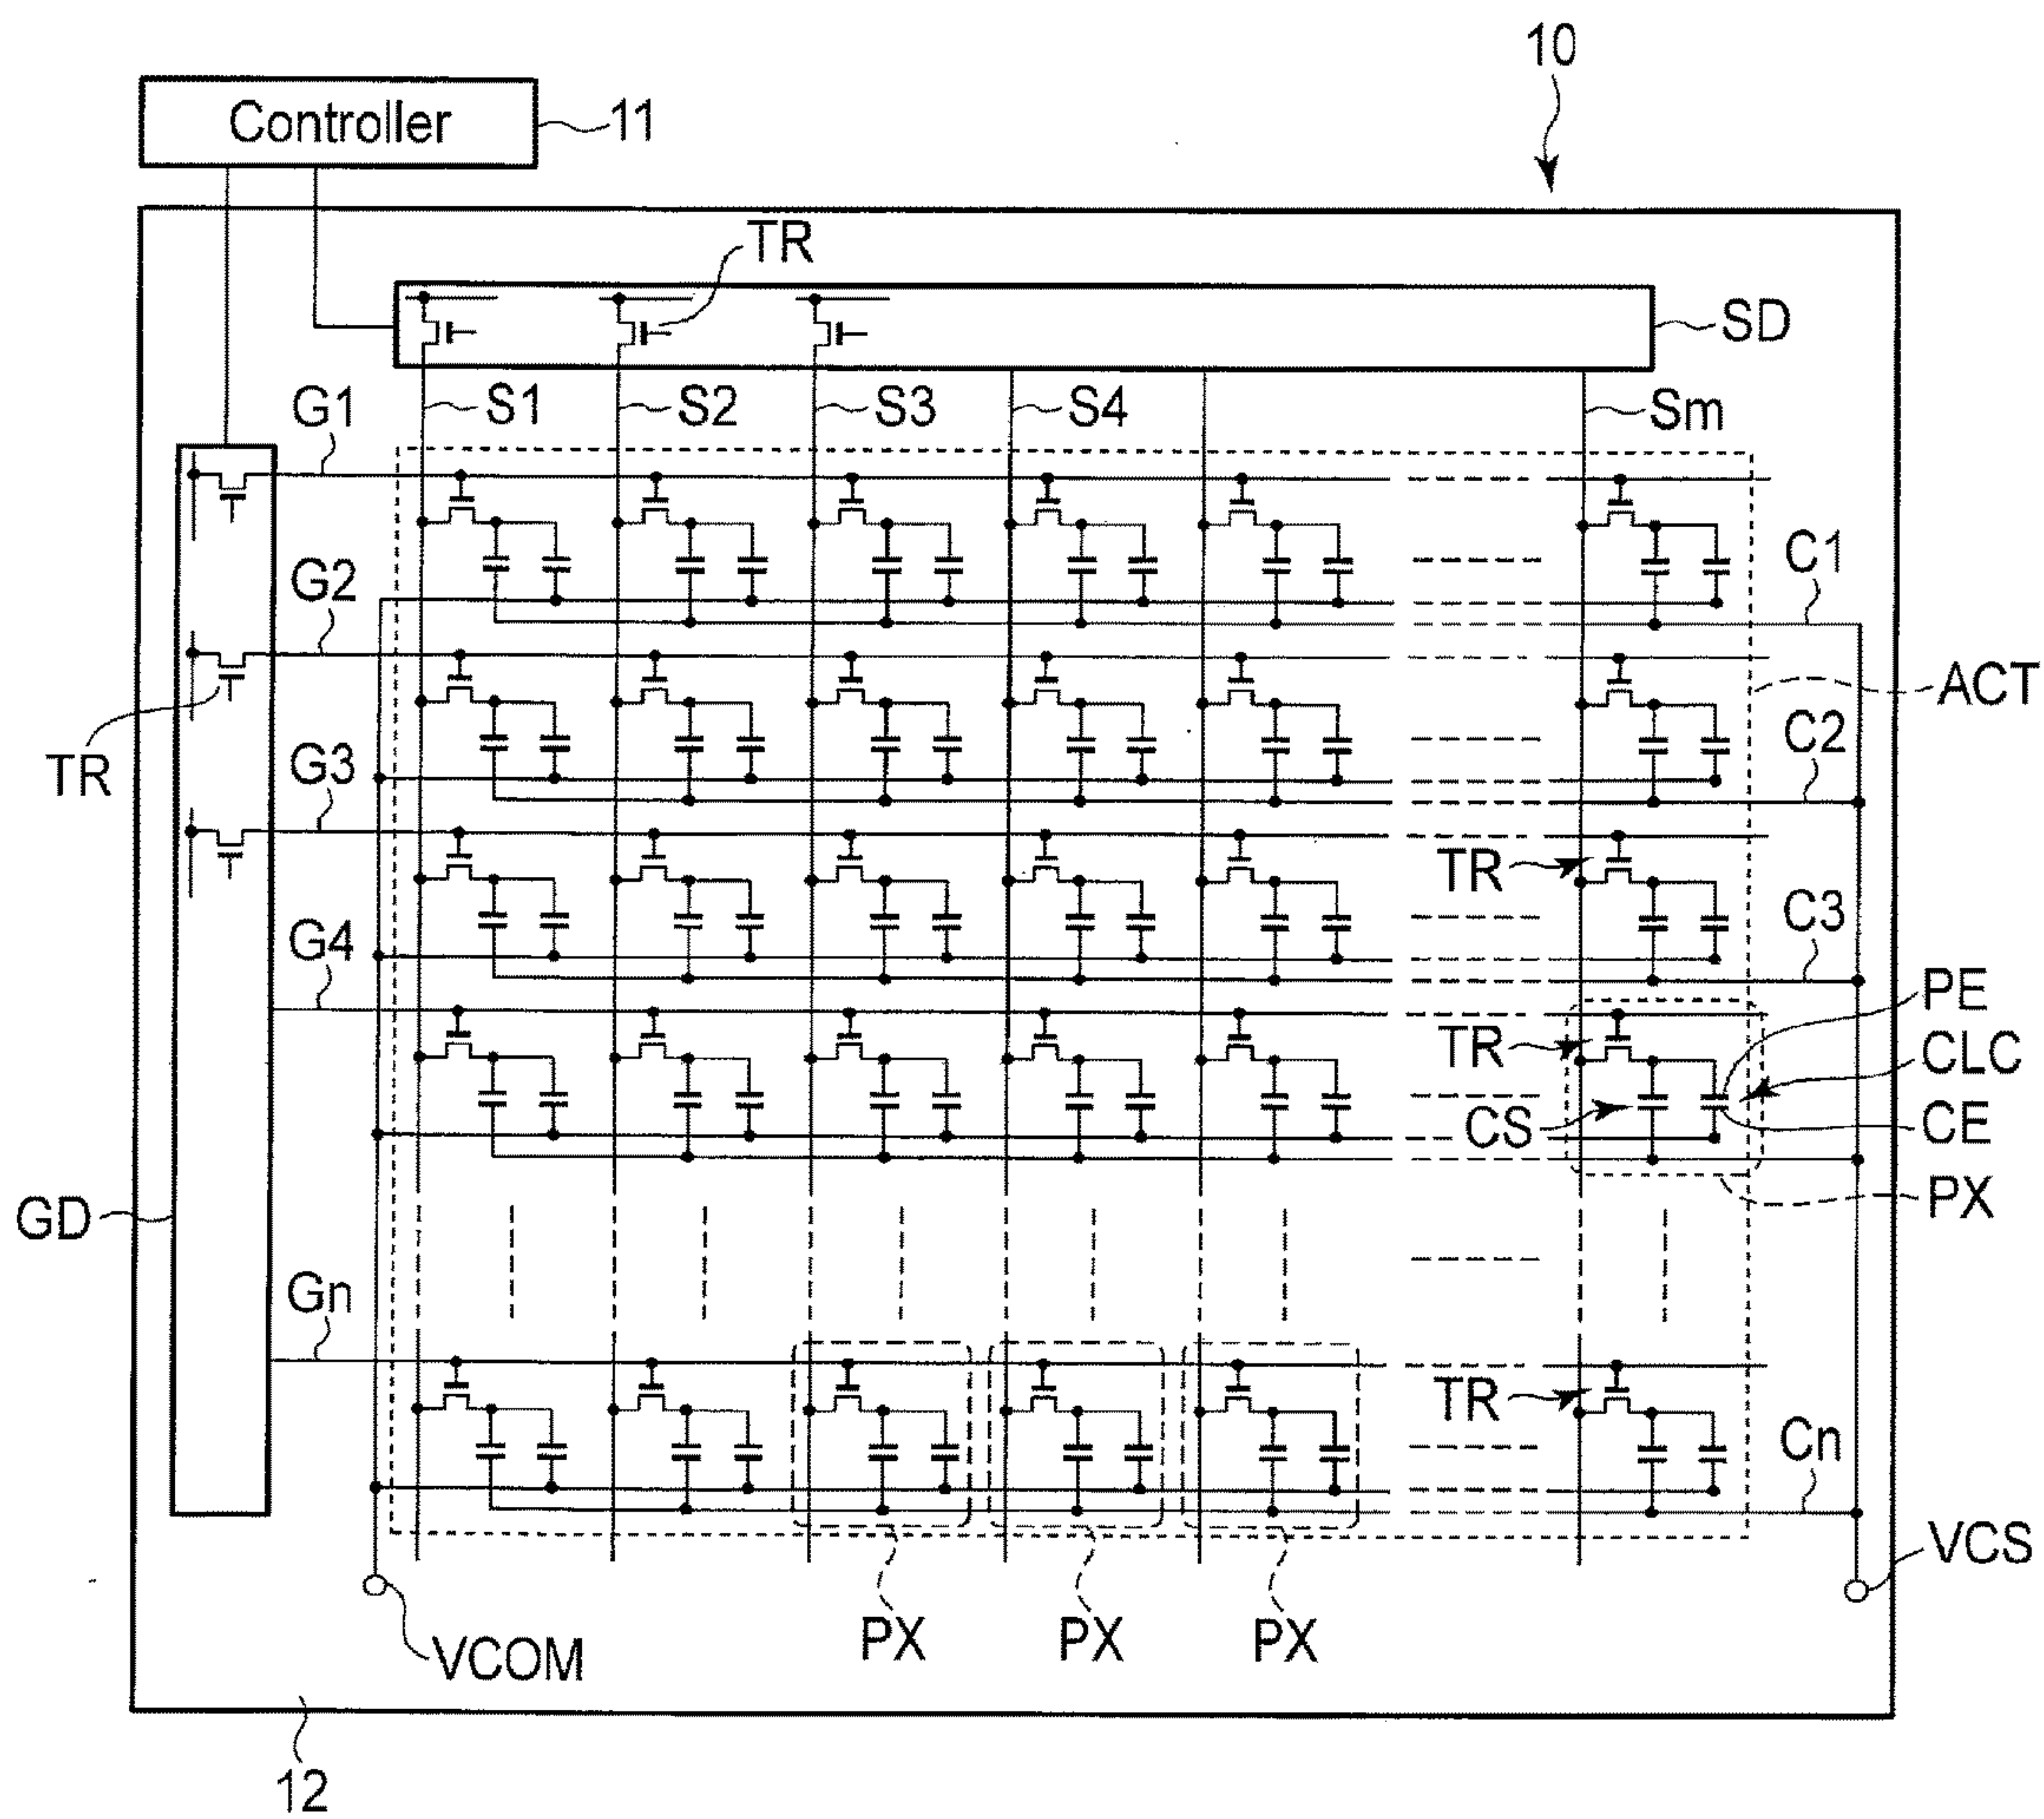 10
Controller
11
TR
SD
S1
S2
S3
S4
Sm
G1
G2
C1
ACT
TR
G3
C2
TR
G4
C3
PE
TR
CLC
CS
CE
PX
GD
Gn
TR
Cn
VCS
PX
PX
PX
VCOM
12